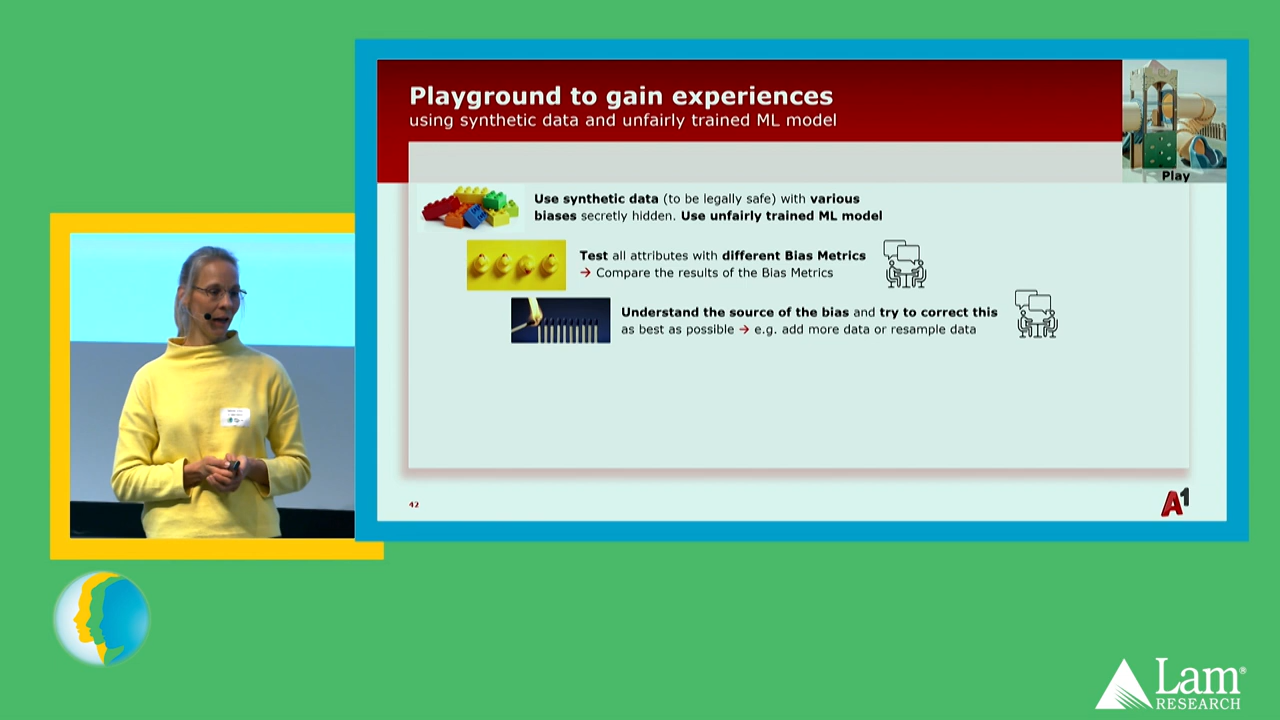 Playground to gain experiences
using synthetic data and unfairly trained ML model
Play
Use synthetic data (to be legally safe) with various
biases secretly hidden. Use unfairly trained ML model
Test all attributes with different Bias Metrics
→ Compare the results of the Bias Metrics
Understand the source of the bias and try to correct this
as best as possible → e.g. add more data or resample data
42
A1
Lam®
RESEARCH